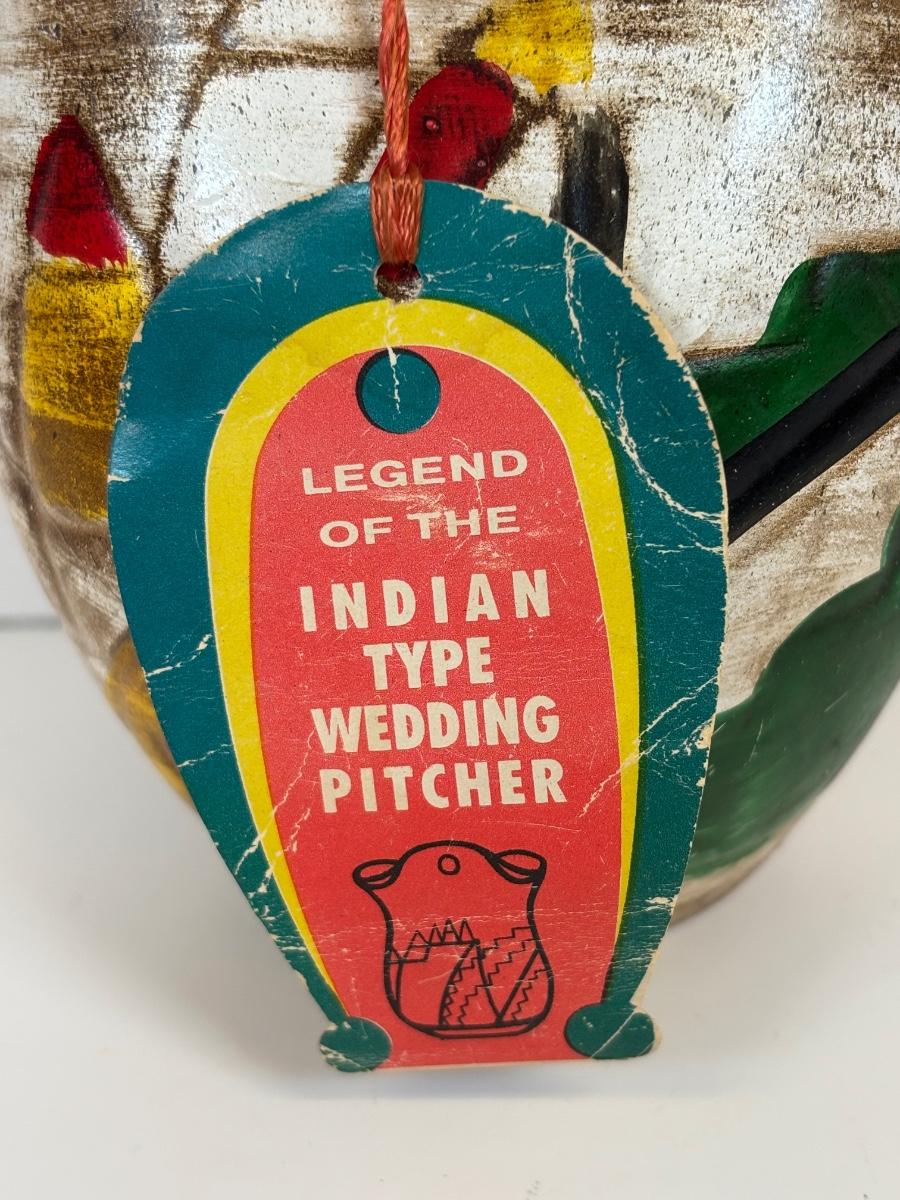 LEGEND
OF THE
INDIAN
TYPE
WEDDING
PITCHER